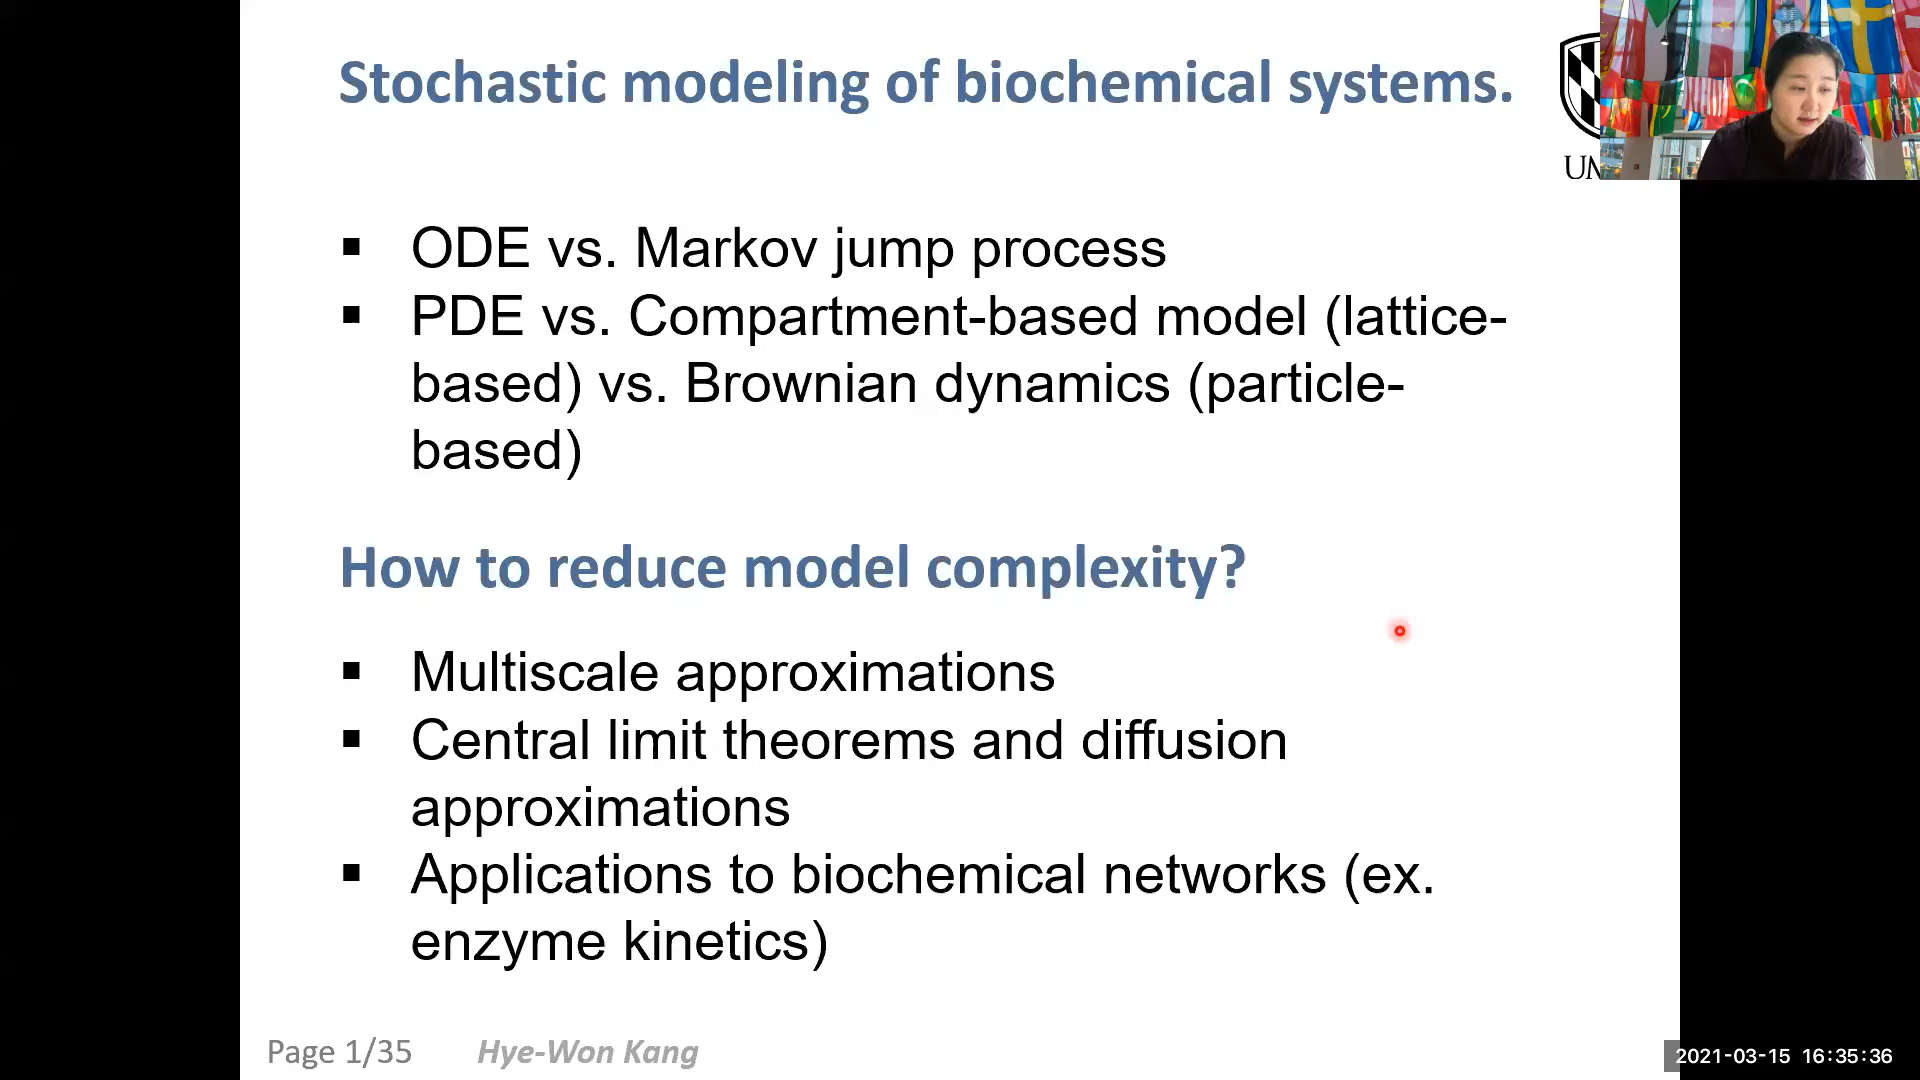 Stochastic modeling of biochemical systems.
▪ ODE vs. Markov jump process
▪ PDE vs. Compartment-based model (lattice-
based) vs. Brownian dynamics (particle-
based)
How to reduce model complexity?
▪ Multiscale approximations
▪ Central limit theorems and diffusion
approximations
▪ Applications to biochemical networks (ex.
enzyme kinetics)
Page 1/35 Hye-Won Kang
2021-03-15 16:35:36